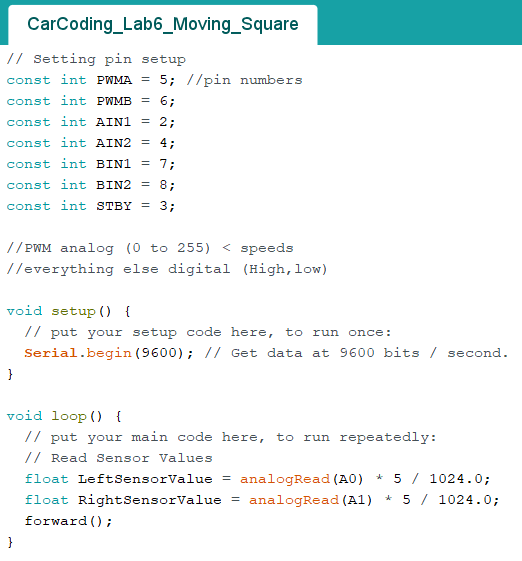 CarCoding_Lab6_Moving_Square
// Setting pin setup
const int PWMA = 5; //pin numbers
const int PWMB = 6;
const int AIN1 = 2;
const int AIN2 = 4;
const int BIN1 = 7;
const int BIN2 = 8;
const int STBY = 3;
//PWM analog (0 to 255) < speeds
//everything else digital (High,low)
void setup() {
// put your setup code here, to run once:
Serial.begin(9600); // Get data at 9600 bits / second.
}
void loop() {
// put your main code here, to run repeatedly:
// Read Sensor Values
float LeftSensorValue = analogRead(A0) * 5 / 1024.0;
float RightSensorValue = analogRead(A1) * 5 / 1024.0;
forward();
}